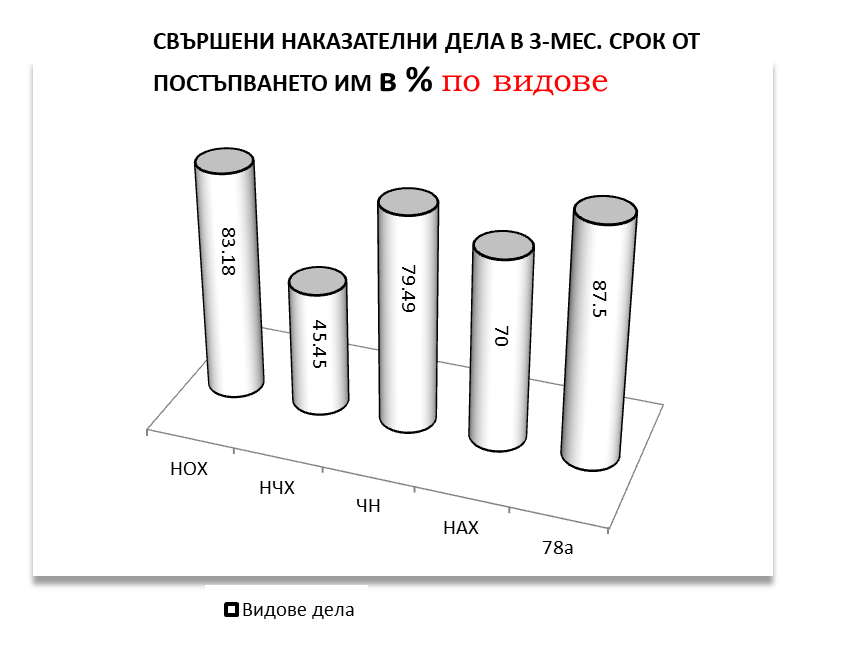 СВЪРШЕНИ НАКАЗАТЕЛНИ ДЕЛА В 3-МЕС. СРОК ОТ
ПОСТЪПВАНЕТО ИМ в % по видове
83.18
45.45
79.49
70
87.5
НОХ
НЧХ
ЧН
НАХ
78а
Видове дела